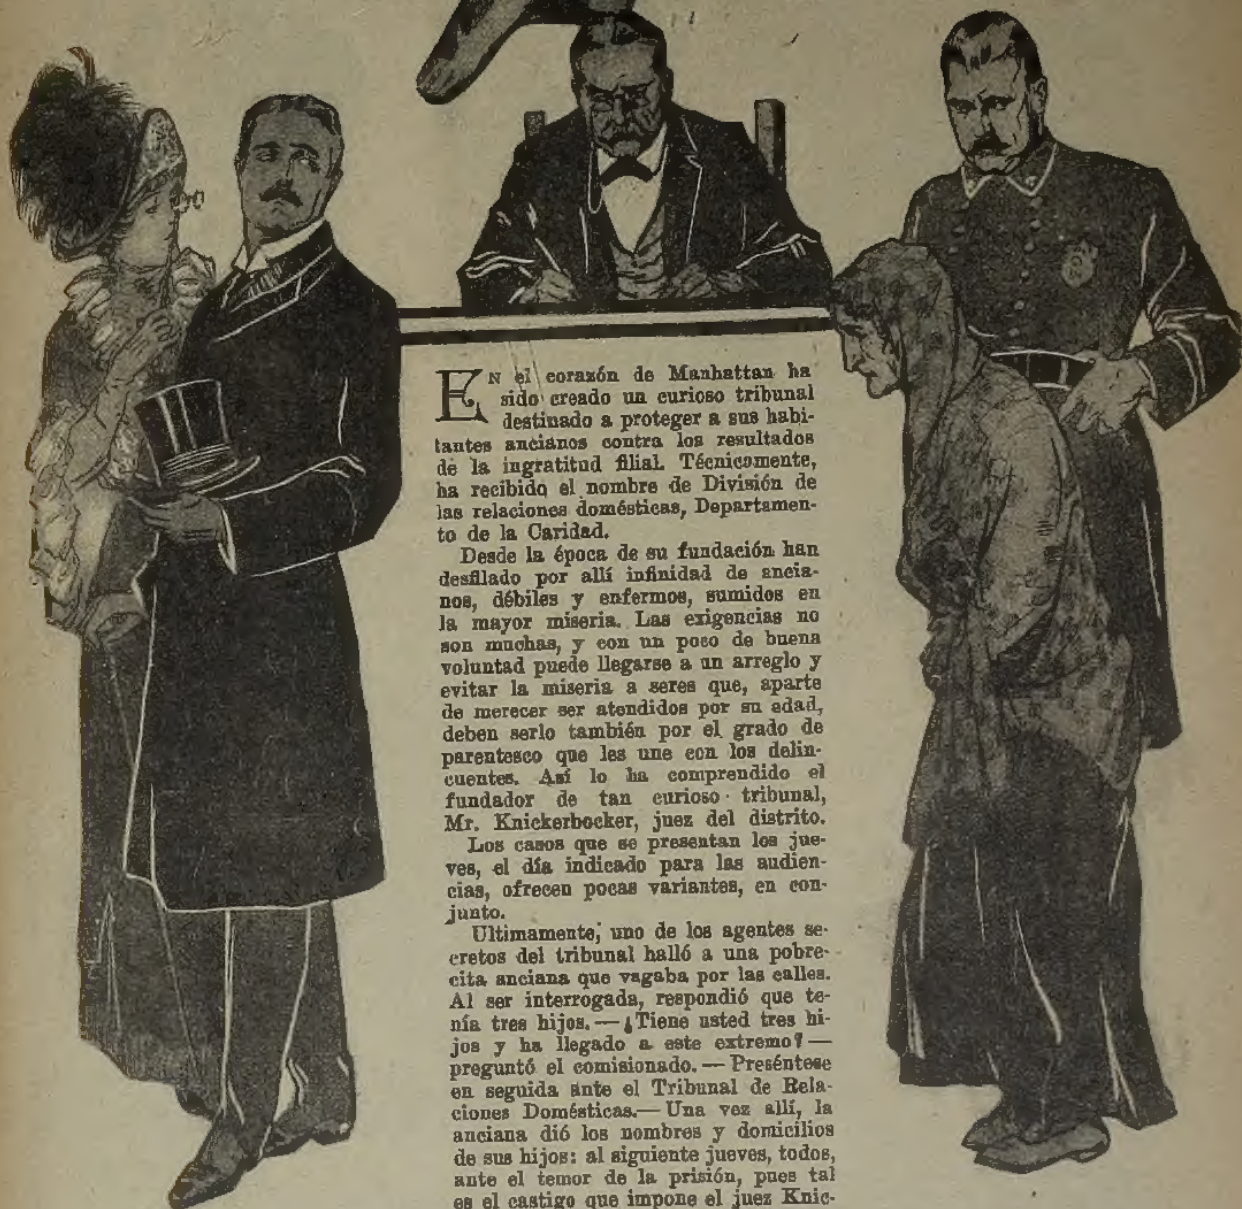 EN el corazón de Manhattan ha
sido creado un curioso tribunal
destinado a proteger a sus habi-
tantes ancianos contra los resultados
de la ingratitud filial. Técnicomente,
ha recibido el nombre de División de
las relaciones domésticas, Departamen-
to de la Caridad.
Desde la época de su fundación han
desfilado por allí infinidad de ancia-
nos, débiles y enfermos, sumidos en
la mayor miseria. Las exigencias no
son muchas, y con un poco de buena
voluntad puede llegarse a un arreglo y
evitar la miseria a seres que, aparte
de merecer ser atendidos por su edad,
deben serlo también por el grado de
parentesco que les une con los delin-
cuentes. Así lo ha comprendido el
fundador de tan curioso tribunal,
Mr. Knickerbocker, juez del distrito.
Los casos que se presentan los jue-
ves, el día indicado para las audien-
cias, ofrecen pocas variantes, en con-
junto.
Ultimamente, uno de los agentes se-
cretos del tribunal halló a una pobre-
cita anciana que vagaba por las calles.
Al ser interrogada, respondió que te-
nía tres hijos. — ¿Tiene usted tres hi-
jos y ha llegado a este extremo? —
preguntó el comisionado. — Preséntese
en seguida ante el Tribunal de Rela-
ciones Domésticas.— Una vez allí, la
anciana dió los nombres y domicilios
de sus hijos: al siguiente jueves, todos,
ante el temor de la prisión, pues tal
es el castigo que impone el juez Knic-